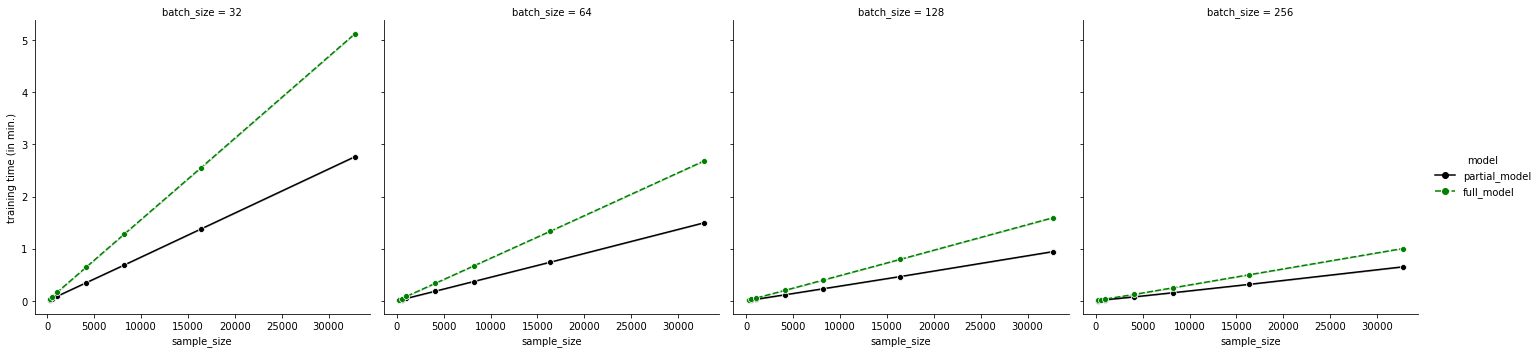 batch_size = 32
batch_size = 64
batch_size = 128
batch_size = 256
training time (in min.)
5
4
3
2
1
0
0 5000 10000 15000 20000 25000 30000
0 5000 10000 15000 20000 25000 30000
0 5000 10000 15000 20000 25000 30000
0 5000 10000 15000 20000 25000 30000
sample_size
sample_size
sample_size
sample_size
model
partial_model
full_model